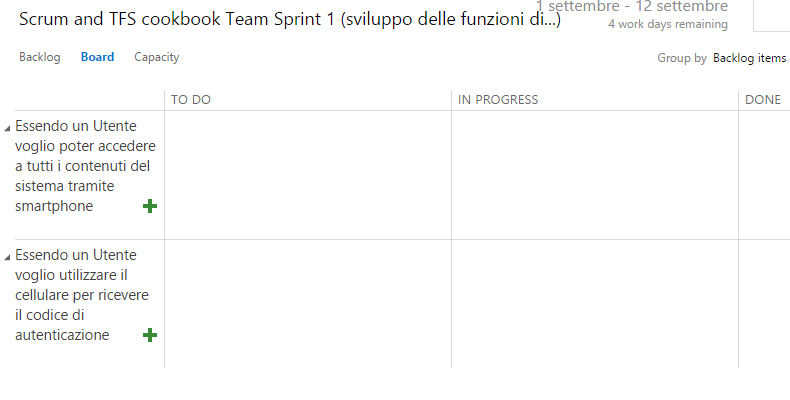 1 settembre - 12 settembre
Scrum and TFS cookbook Team Sprint 1 (sviluppo delle funzioni di...)
4 work days remaining
Backlog Board Capacity
Group by Backlog items
TO DO IN PROGRESS DONE
Essendo un Utente
voglio poter accedere
a tutti i contenuti del
sistema tramite
smartphone
Essendo un Utente
voglio utilizzare il
cellulare per ricevere
il codice di
autenticazione